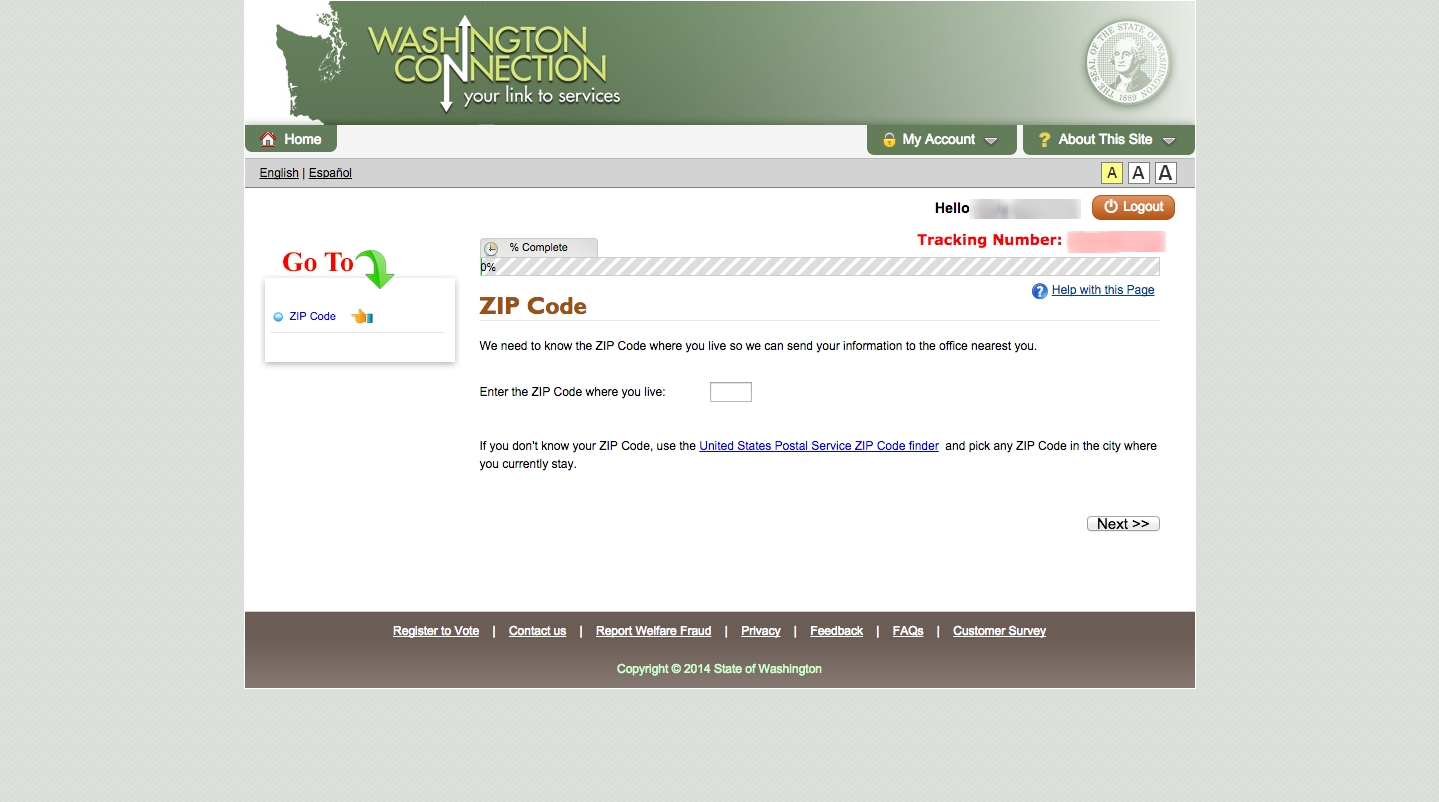 WASHINGTON
CONNECTION
your link to services
THE SEAL OF THE STATE OF WASHINGTON
1889
Home
My Account
About This Site
English | Español
A A A
Hello
Logout
Tracking Number:
Go To
% Complete
0%
Help with this Page
ZIP Code
ZIP Code
We need to know the ZIP Code where you live so we can send your information to the office nearest you.
Enter the ZIP Code where you live:
If you don't know your ZIP Code, use the United States Postal Service ZIP Code finder and pick any ZIP Code in the city where
you currently stay.
Next >>
Register to Vote | Contact us | Report Welfare Fraud | Privacy | Feedback | FAQs | Customer Survey
Copyright © 2014 State of Washington